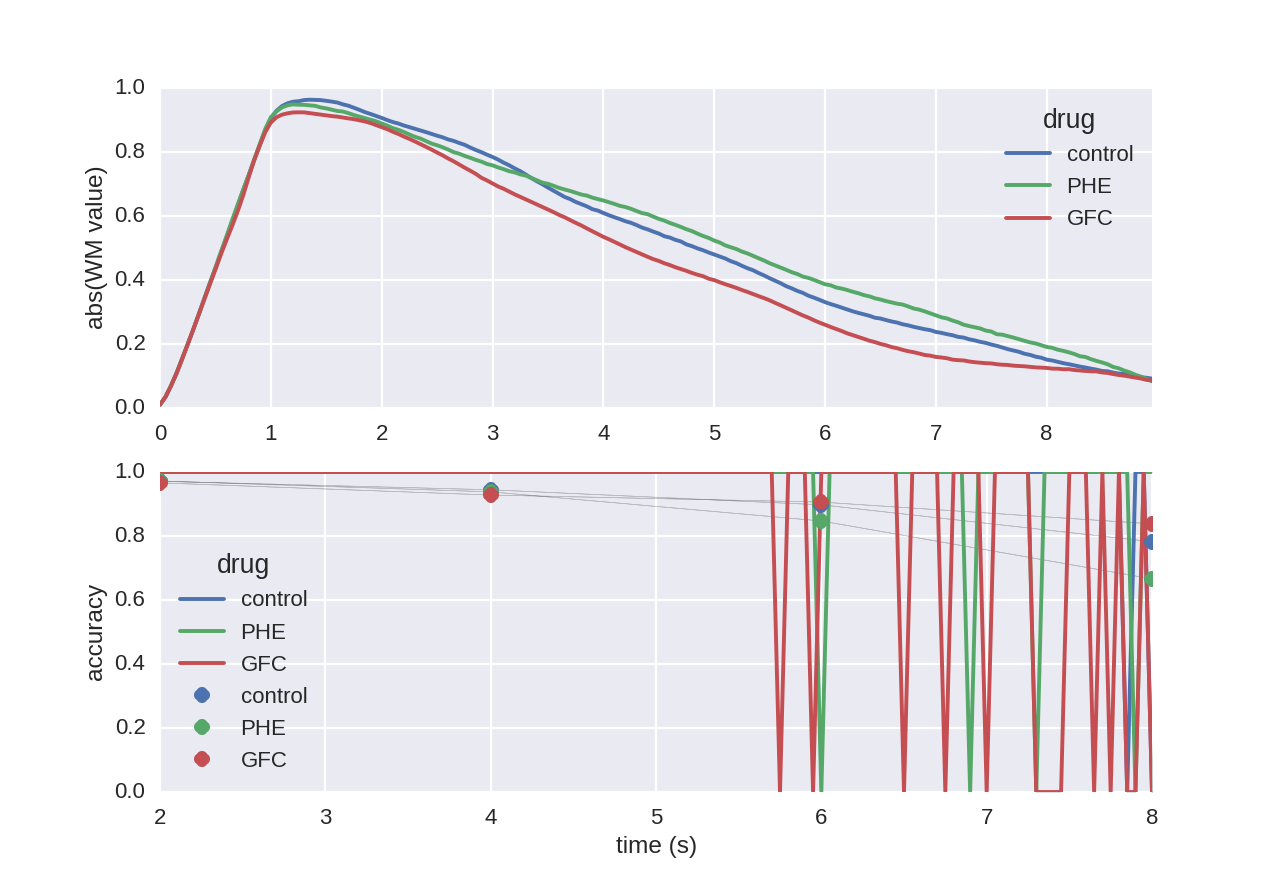 1.0
0.8
0.6
0.4
0.2
0.0
abs(WM value)
drug
control
PHE
GFC
0 1 2 3 4 5 6 7 8
1.0
0.8
0.6
0.4
0.2
0.0
accuracy
drug
control
PHE
GFC
control
PHE
GFC
2 3 4 5 6 7 8
time (s)